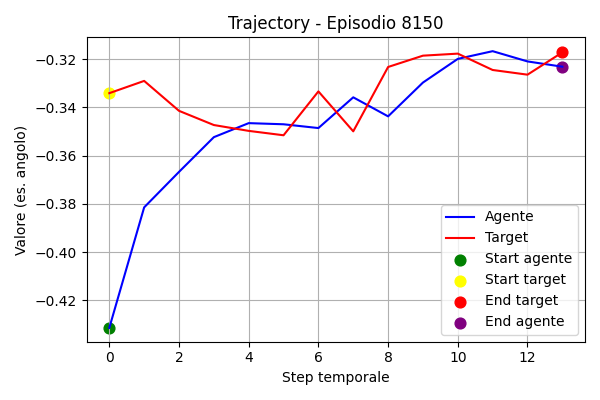 Trajectory - Episodio 8150
Valore (es. angolo)
−0.32
−0.34
−0.36
−0.38
−0.40
−0.42
Agente
Target
Start agente
Start target
End target
End agente
0 2 4 6 8 10 12
Step temporale